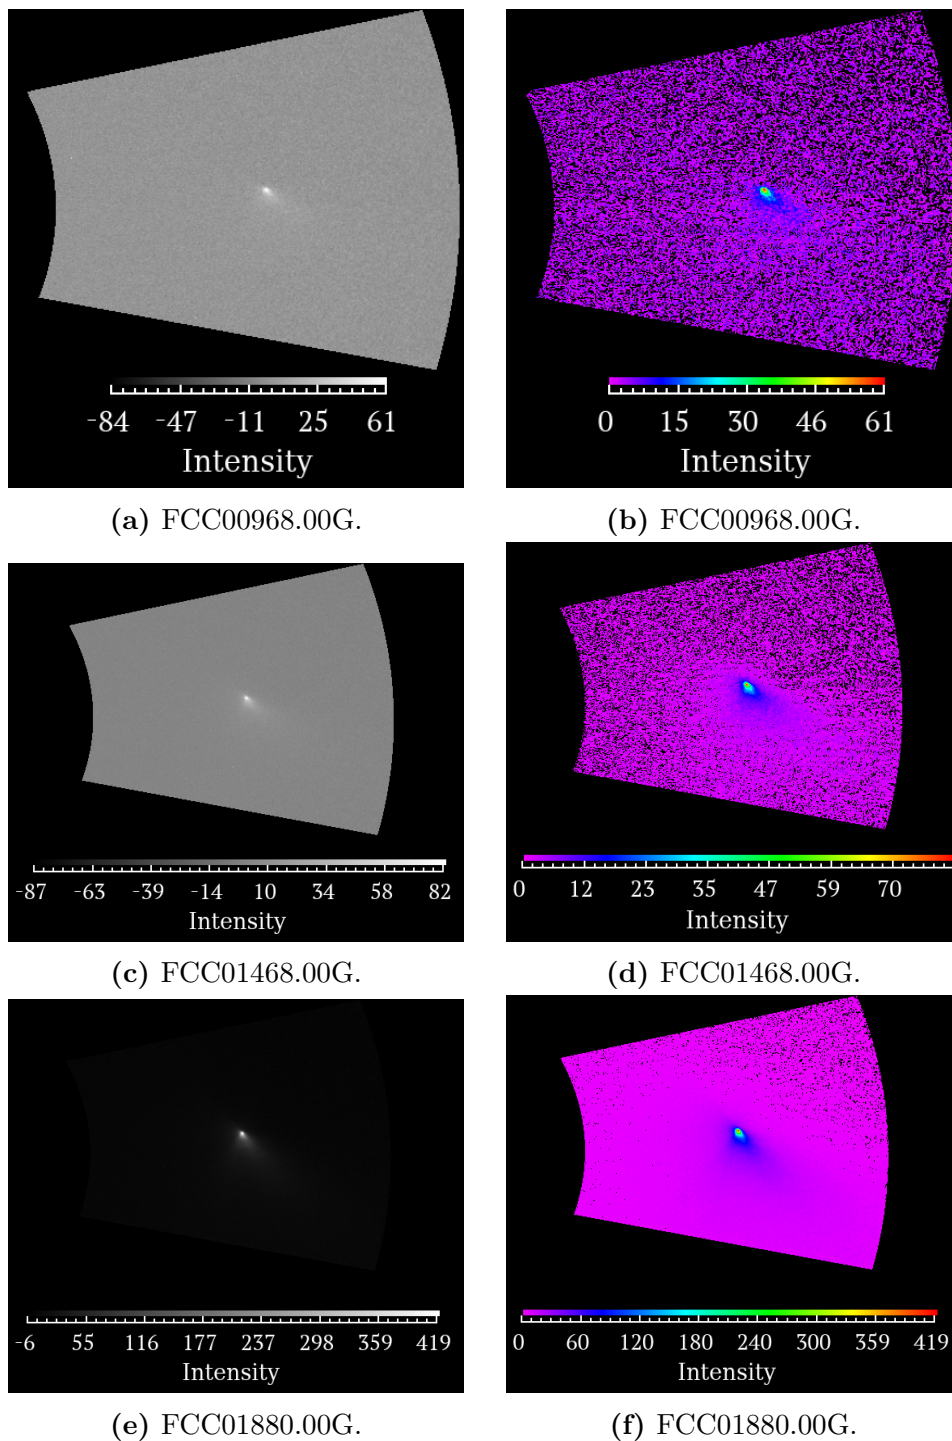 -84 -47 -11 25 61
Intensity
0 15 30 46 61
Intensity
(a) FCC00968.00G.
(b) FCC00968.00G.
-87 -63 -39 -14 10 34 58 82
Intensity
0 12 23 35 47 59 70
Intensity
(c) FCC01468.00G.
(d) FCC01468.00G.
-6 55 116 177 237 298 359 419
Intensity
0 60 120 180 240 300 359 419
Intensity
(e) FCC01880.00G.
(f) FCC01880.00G.